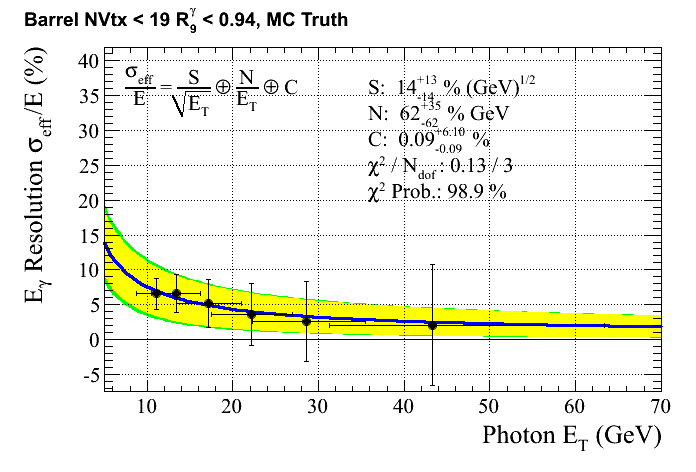 Barrel NVtx < 19 R₉^γ < 0.94, MC Truth
σ_eff/E = S/√E_T ⊕ N/E_T ⊕ C
S: 14 +13 -14 % (GeV)^1/2
N: 62 +35 -62 % GeV
C: 0.09 +6.10 -0.09 %
χ² / N_dof : 0.13 / 3
χ² Prob.: 98.9 %
E_γ Resolution σ_eff/E (%)
40
35
30
25
20
15
10
5
0
-5
10 20 30 40 50 60 70
Photon E_T (GeV)